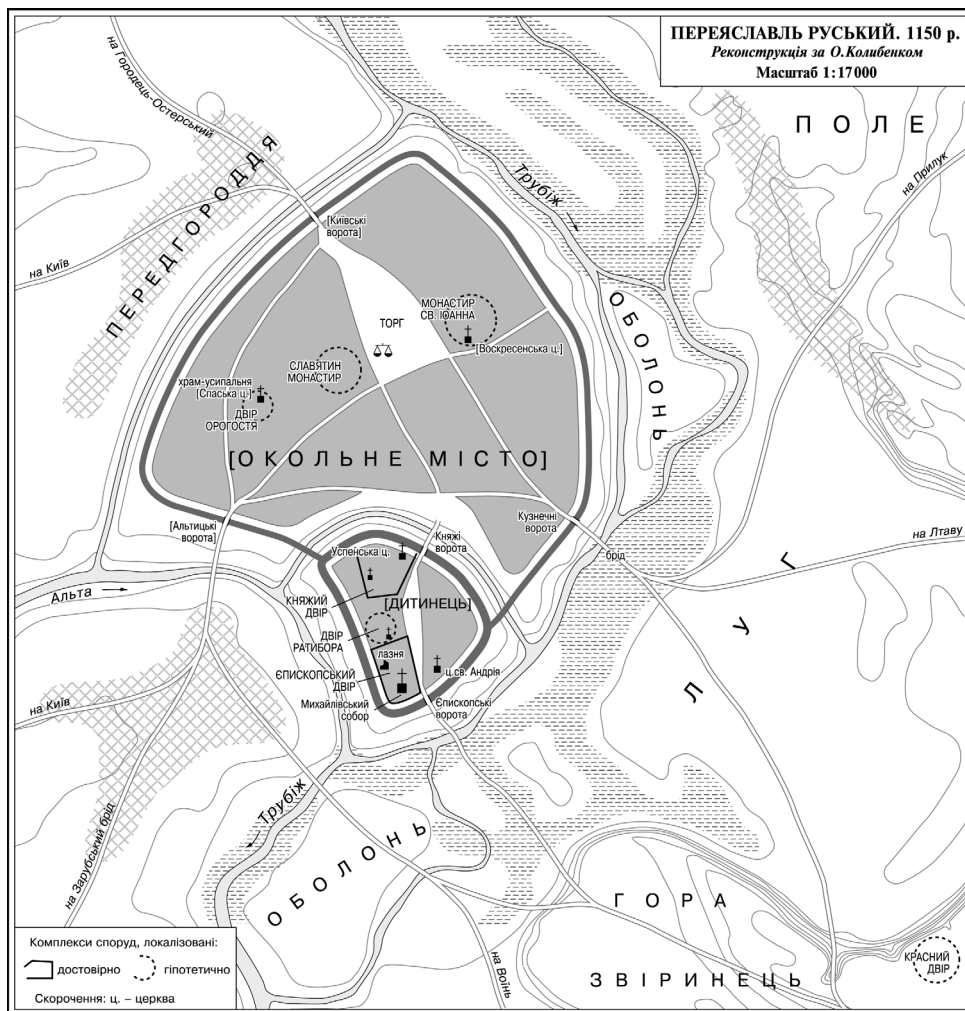 ПЕРЕЯСЛАВЛЬ РУСЬКИЙ. 1150 р.
Реконструкція за О.Колибенком
Масштаб 1:17000
на Городець-Остерський
ПОЛЕ
ПЕРЕДГОРОДДЯ
Трубіж
на Прилук
[Київські
ворота]
на Київ
ОБОЛОНЬ
МОНАСТИР
СВ. ІОАННА
ТОРГ
[Воскресенська ц.]
СЛАВЯТИН
МОНАСТИР
храм-усипальня
[Спаська ц.]
ДВІР
ОРОГОСТЯ
[ОКОЛЬНЕ МІСТО]
[Альтицькі
ворота]
Кузнечні
ворота
Княжі
ворота
Успенська ц.
брід
на Лтаву
Альта
КНЯЖИЙ
ДВІР
[ДИТИНЕЦЬ]
ЛУГ
ДВІР
РАТИБОРА
лазня
ЄПИСКОПСЬКИЙ
ДВІР
ц.св. Андрія
Михайлівський
собор
Єпископські
ворота
на Київ
на Зарубський брід
Трубіж
ОБОЛОНЬ
ГОРА
на Воїнь
ЗВІРИНЕЦЬ
КРАСНИЙ
ДВІР
Комплекси споруд, локалізовані:
достовірно
гіпотетично
Скорочення: ц. – церква